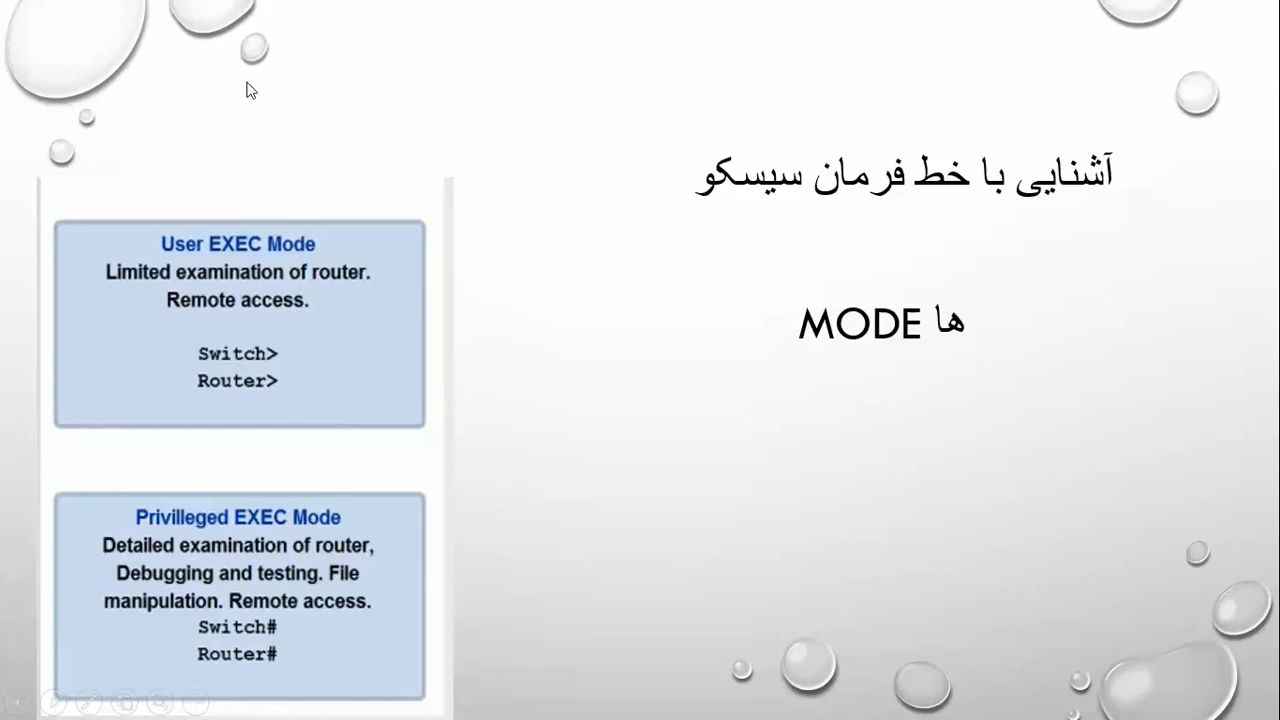 آشنایی با خط فرمان سیسکو
MODE ها
User EXEC Mode
Limited examination of router.
Remote access.
Switch>
Router>
Privilleged EXEC Mode
Detailed examination of router,
Debugging and testing. File
manipulation. Remote access.
Switch#
Router#